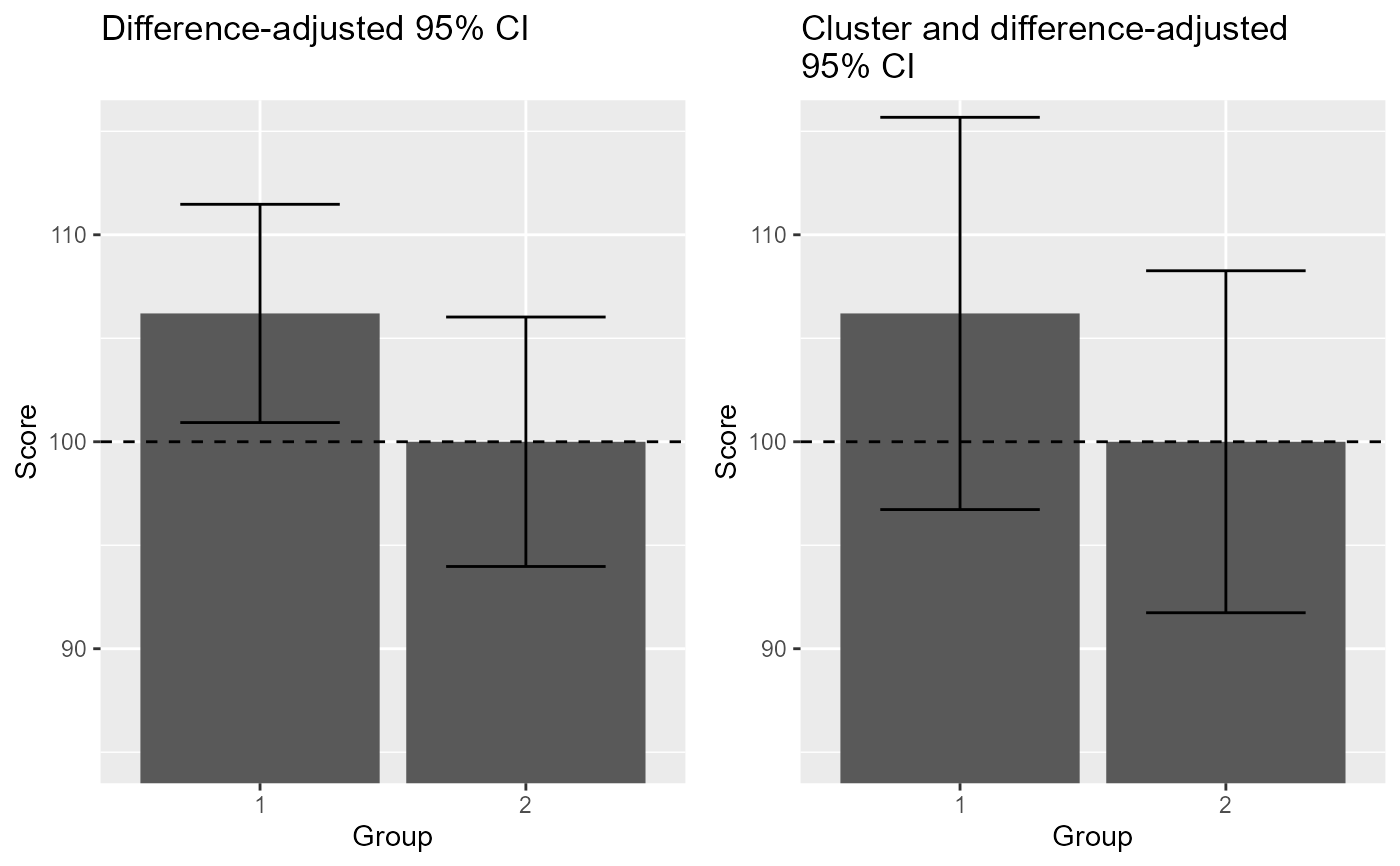 Difference-adjusted 95% CI
110
100
90
Score
1 2
Group
Cluster and difference-adjusted
95% CI
110
100
90
Score
1 2
Group